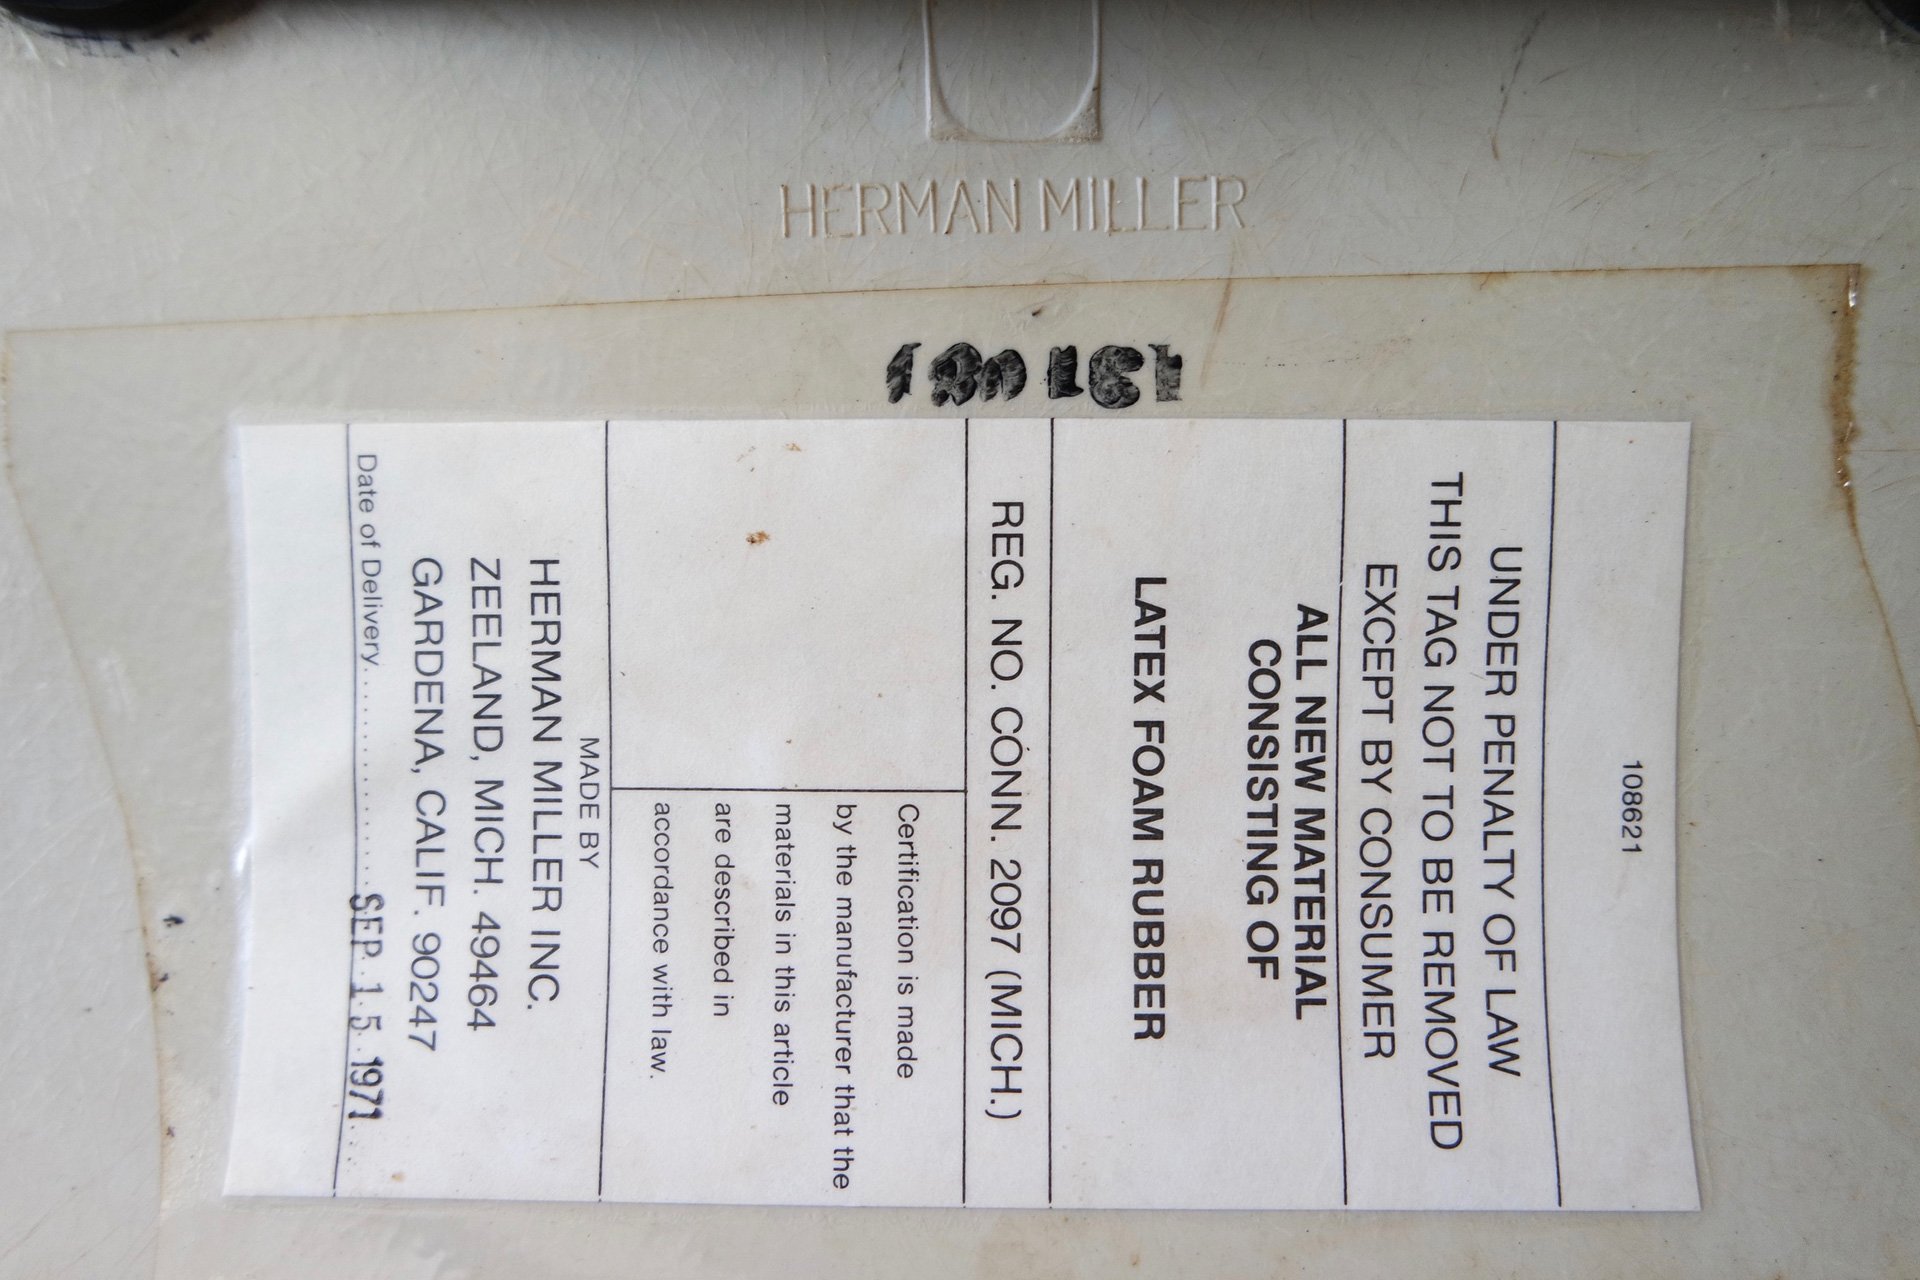 HERMAN MILLER
108621
UNDER PENALTY OF LAW
THIS TAG NOT TO BE REMOVED
EXCEPT BY CONSUMER
ALL NEW MATERIAL
CONSISTING OF
LATEX FOAM RUBBER
REG. NO. CONN. 2097 (MICH.)
Certification is made
by the manufacturer that the
materials in this article
are described in
accordance with law.
MADE BY
HERMAN MILLER INC.
ZEELAND, MICH. 49464
GARDENA, CALIF. 90247
Date of Delivery SEP 15 1971